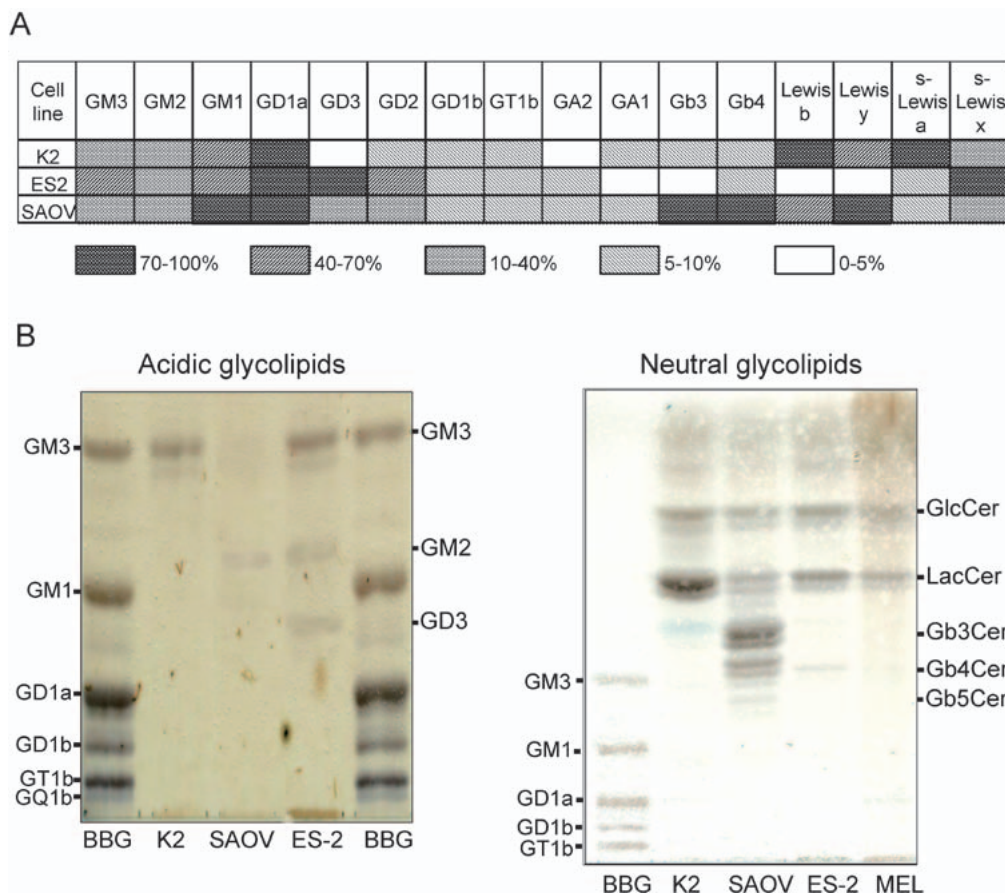 A
Cell line GM3 GM2 GM1 GD1a GD3 GD2 GD1b GT1b GA2 GA1 Gb3 Gb4 Lewis b Lewis y s-Lewis a s-Lewis x
K2
ES2
SAOV
70-100% 40-70% 10-40% 5-10% 0-5%
B
Acidic glycolipids
GM3
GM1
GD1a
GD1b
GT1b
GQ1b
GM3
GM2
GD3
BBG K2 SAOV ES-2 BBG
Neutral glycolipids
GM3
GM1
GD1a
GD1b
GT1b
GlcCer
LacCer
Gb3Cer
Gb4Cer
Gb5Cer
BBG K2 SAOV ES-2 MEL